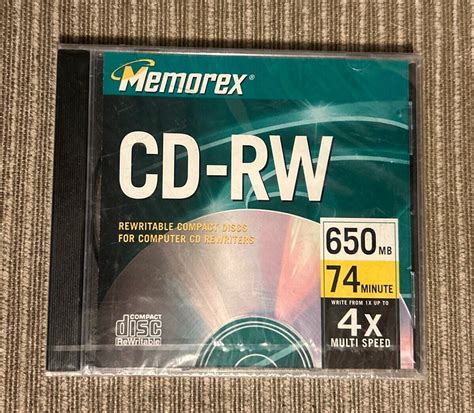 Memorex®
CD-RW
REWRITABLE COMPACT DISCS
FOR COMPUTER CD REWRITERS
650 MB
74 MINUTE
WRITE FROM 1X UP TO
4x
MULTI SPEED
COMPACT
disc
ReWritable